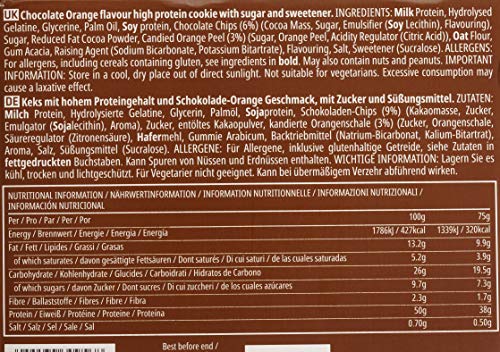 UK Chocolate Orange flavour high protein cookie with sugar and sweetener. INGREDIENTS: Milk Protein, Hydrolysed
Gelatine, Glycerine, Palm Oil, Soy protein, Chocolate Chips (6%) (Cocoa Mass, Sugar, Emulsifier (Soy Lecithin), Flavouring),
Sugar, Reduced Fat Cocoa Powder, Candied Orange Peel (3%) (Sugar, Orange Peel, Acidity Regulator (Citric Acid)), Oat Flour,
Gum Acacia, Raising Agent (Sodium Bicarbonate, Potassium Bitartrate), Flavouring, Salt, Sweetener (Sucralose). ALLERGENS:
For allergens, including cereals containing gluten, see ingredients in bold. May also contain nuts and peanuts. IMPORTANT
INFORMATION: Store in a cool, dry place out of direct sunlight. Not suitable for vegetarians. Excessive consumption may
cause a laxative effect.
DE Keks mit hohem Proteingehalt und Schokolade-Orange Geschmack, mit Zucker und Süßungsmittel. ZUTATEN:
Milch Protein, Hydrolysierte Gelatine, Glycerin, Palmöl, Sojaprotein, Schokoladen-Chips (9%) (Kakaomasse, Zucker,
Emulgator (Sojalecithin), Aroma), Zucker, entöltes Kakaopulver, kandierte Orangenschale (3%) (Zucker, Orangenschale,
Säureregulator (Zitronensäure), Hafermehl, Gummie Arabicum, Backtriebmittel (Natrium-Bicarbonat, Kalium-Bitartrat),
Aroma, Salz, Süßungsmittel (Sucralose). ALLERGENE: Für Allergene, inklusive glutenhaltige Getreide, siehe Zutaten in
fettgedruckten Buchstaben. Kann Spuren von Nüssen und Erdnüssen enthalten. WICHTIGE INFORMATION: Lagern Sie es
kühl, trocken und lichtgeschützt. Für Vegetarier nicht geeignet. Kann bei übermäßigem Verzehr abführend wirken.
NUTRITIONAL INFORMATION / NÄHRWERTINFORMATION / INFORMATION NUTRITIONNELLE / INFORMAZIONI NUTRIZIONALI /
INFORMACIÓN NUTRICIONAL
Per / Pro / Par / Per / Por 100g 75g
Energy / Brennwert / Énergie / Energia / Energía 1786kJ / 427kcal 1339kJ / 320kcal
Fat / Fett / Lipides / Grassi / Grasas 13.2g 9.9g
of which saturates / davon gesättigte Fettsäuren / Dont saturés / Di cui saturi / de las cuales saturadas 5.2g 3.9g
Carbohydrate / Kohlenhydrate / Glucides / Carboidrati / Hidratos de Carbono 26g 19.5g
of which sugars / davon Zucker / Dont sucres / Di cui zuccheri / de los cuales azúcares 9.7g 7.3g
Fibre / Ballaststoffe / Fibres / Fibre / Fibra 2.3g 1.7g
Protein / Eiweiß / Protéine / Proteine / Proteína 50g 38g
Salt / Salz / Sel / Sale / Sal 0.70g 0.50g
Best before end /